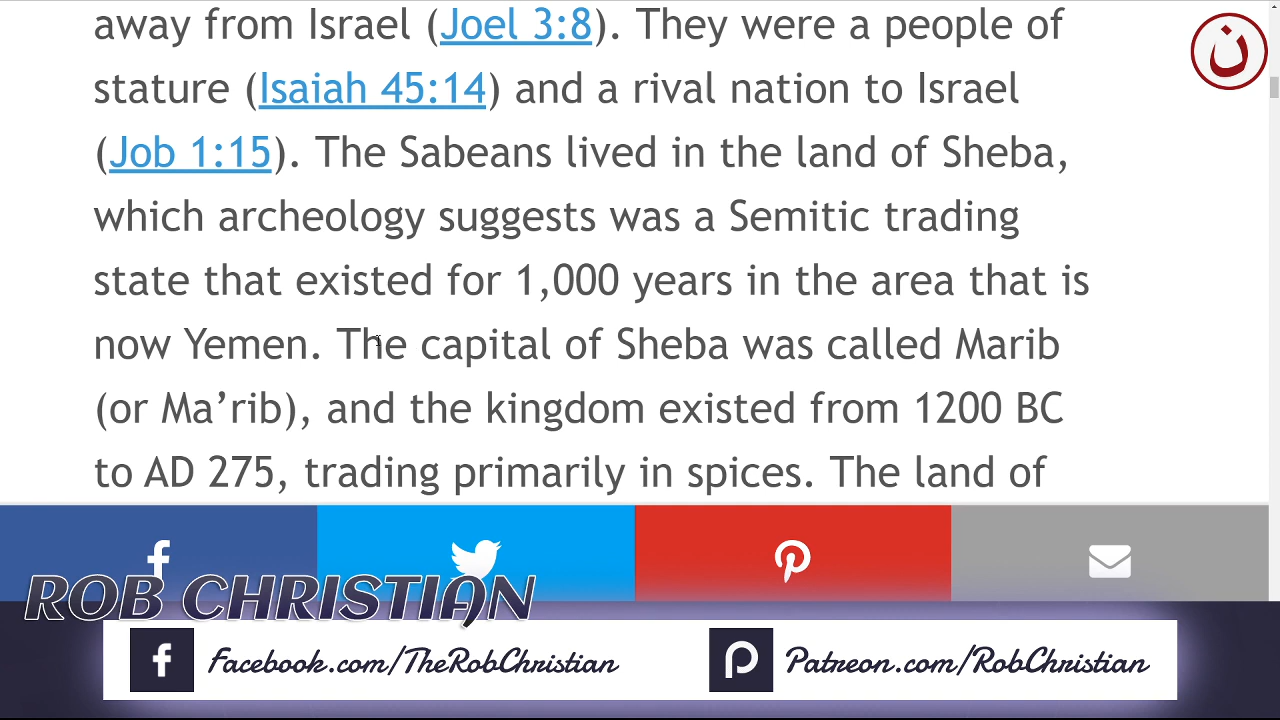 away from Israel (Joel 3:8). They were a people of
stature (Isaiah 45:14) and a rival nation to Israel
(Job 1:15). The Sabeans lived in the land of Sheba,
which archeology suggests was a Semitic trading
state that existed for 1,000 years in the area that is
now Yemen. The capital of Sheba was called Marib
(or Ma’rib), and the kingdom existed from 1200 BC
to AD 275, trading primarily in spices. The land of
ن
ROB CHRISTIAN
Facebook.com/TheRobChristian
Patreon.com/RobChristian